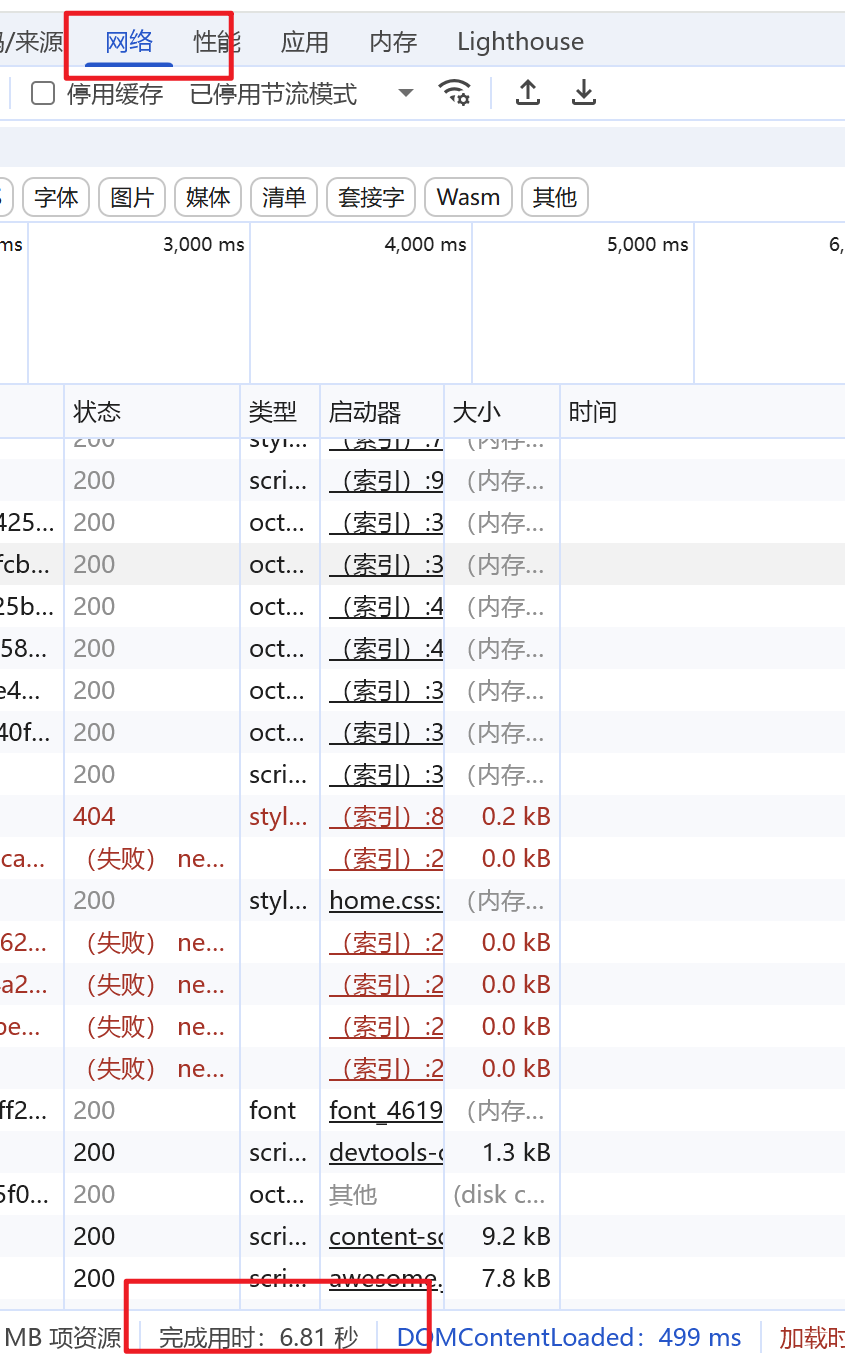 码/来源 网络 性能 应用 内存 Lighthouse
停用缓存 已停用节流模式
字体 图片 媒体 清单 套接字 Wasm 其他
ms 3,000 ms 4,000 ms 5,000 ms 6,
状态 类型 启动器 大小 时间
200 styl... （索引）:7 （内存...
200 scri... （索引）:9 （内存...
425... 200 oct... （索引）:3 （内存...
fcb... 200 oct... （索引）:3 （内存...
25b... 200 oct... （索引）:4 （内存...
58... 200 oct... （索引）:4 （内存...
e4... 200 oct... （索引）:3 （内存...
40f... 200 oct... （索引）:3 （内存...
200 scri... （索引）:3 （内存...
404 styl... （索引）:8 0.2 kB
ca... （失败） ne... （索引）:2 0.0 kB
200 styl... home.css: （内存...
62... （失败） ne... （索引）:2 0.0 kB
a2... （失败） ne... （索引）:2 0.0 kB
be... （失败） ne... （索引）:2 0.0 kB
（失败） ne... （索引）:2 0.0 kB
ff2... 200 font font_4619 （内存...
200 scri... devtools-c 1.3 kB
5f0... 200 oct... 其他 (disk c...
200 scri... content-sc 9.2 kB
200 scri... awesome. 7.8 kB
MB 项资源 完成用时：6.81 秒 DOMContentLoaded：499 ms 加载时